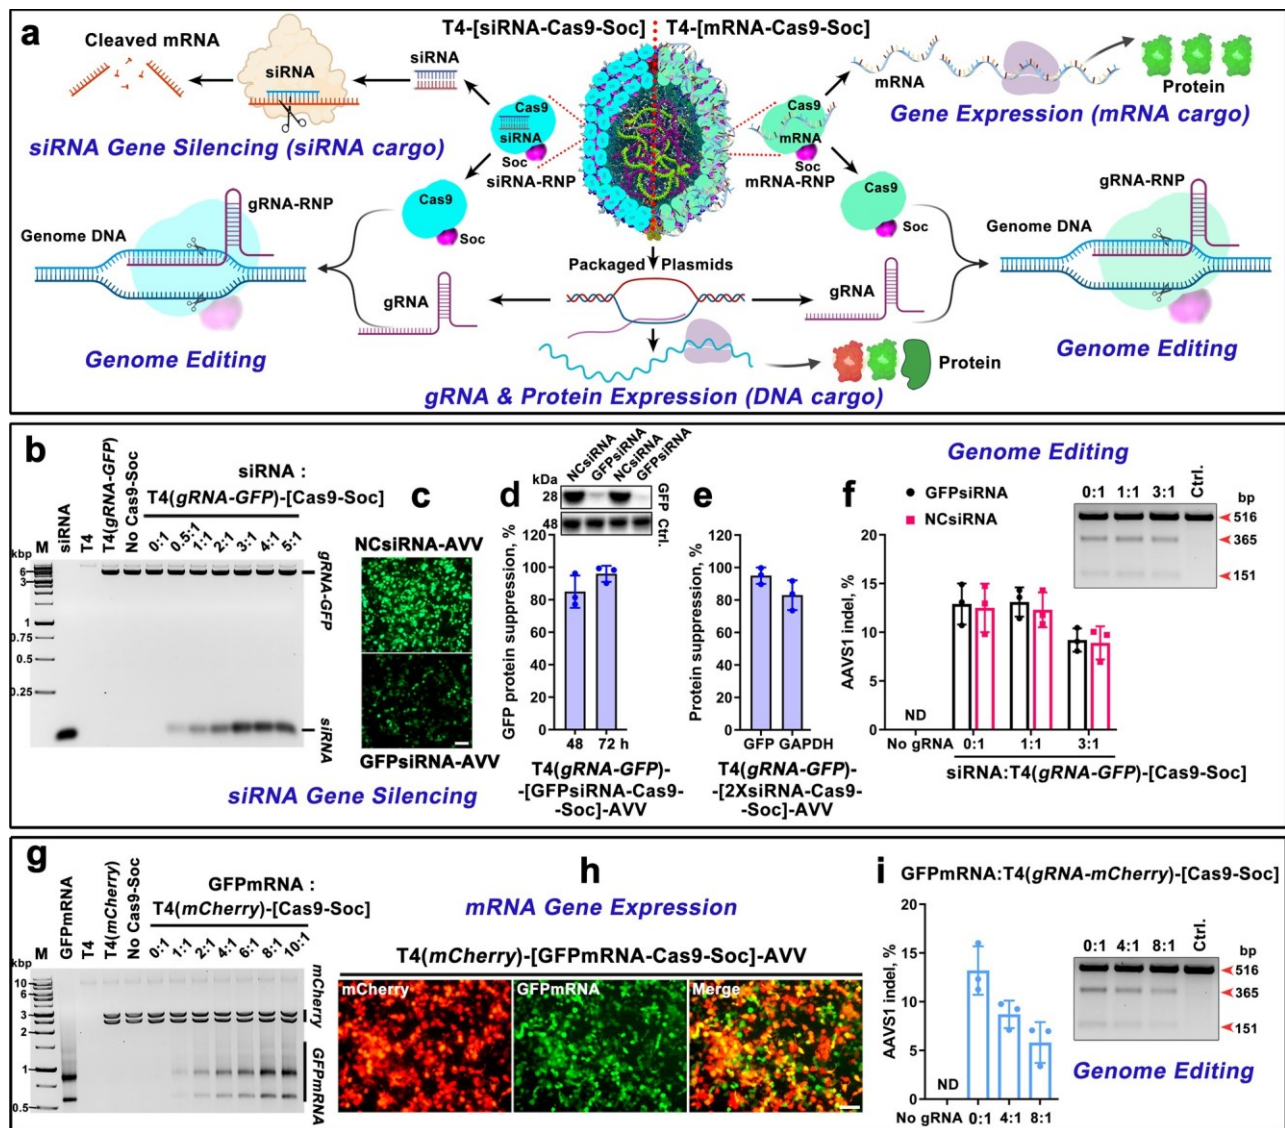 a
T4-[siRNA-Cas9-Soc]
T4-[mRNA-Cas9-Soc]
Cleaved mRNA
siRNA
siRNA
siRNA Gene Silencing (siRNA cargo)
Cas9
siRNA
Soc
siRNA-RNP
Cas9
mRNA
Soc
mRNA-RNP
mRNA
Protein
Gene Expression (mRNA cargo)
gRNA-RNP
Genome DNA
Cas9
Soc
Packaged Plasmids
gRNA
gRNA
Cas9
Soc
gRNA-RNP
Genome DNA
Genome Editing
Genome Editing
Protein
gRNA & Protein Expression (DNA cargo)
b
siRNA :
T4(gRNA-GFP)-[Cas9-Soc]
kbp
M
siRNA
T4
T4(gRNA-GFP)
No Cas9-Soc
0:1
0.5:1
1:1
2:1
3:1
4:1
5:1
6
3
1
0.75
0.5
0.25
gRNA-GFP
siRNA
siRNA Gene Silencing
c
NCsiRNA-AVV
GFPsiRNA-AVV
d
NCsiRNA
GFPsiRNA
NCsiRNA
GFPsiRNA
kDa
28
48
GFP
Ctrl.
GFP protein suppression, %
120
100
80
60
40
20
0
48
72 h
T4(gRNA-GFP)-
-[GFPsiRNA-Cas9-
-Soc]-AVV
e
Protein suppression, %
120
100
80
60
40
20
0
GFP GAPDH
T4(gRNA-GFP)-
-[2XsiRNA-Cas9-
-Soc]-AVV
Genome Editing
f
GFPsiRNA
NCsiRNA
AAVS1 indel, %
20
15
10
5
0
ND
No gRNA
0:1
1:1
3:1
siRNA:T4(gRNA-GFP)-[Cas9-Soc]
0:1
1:1
3:1
Ctrl.
bp
516
365
151
g
GFPmRNA :
T4(mCherry)-[Cas9-Soc]
kbp
M
GFPmRNA
T4
T4(mCherry)
No Cas9-Soc
0:1
1:1
2:1
4:1
6:1
8:1
10:1
10
6
3
2
1
0.5
mCherry
GFPmRNA
h
mRNA Gene Expression
T4(mCherry)-[GFPmRNA-Cas9-Soc]-AVV
mCherry
GFPmRNA
Merge
i
GFPmRNA:T4(gRNA-mCherry)-[Cas9-Soc]
AAVS1 indel, %
20
15
10
5
0
ND
No gRNA
0:1
4:1
8:1
0:1
4:1
8:1
Ctrl.
bp
516
365
151
Genome Editing